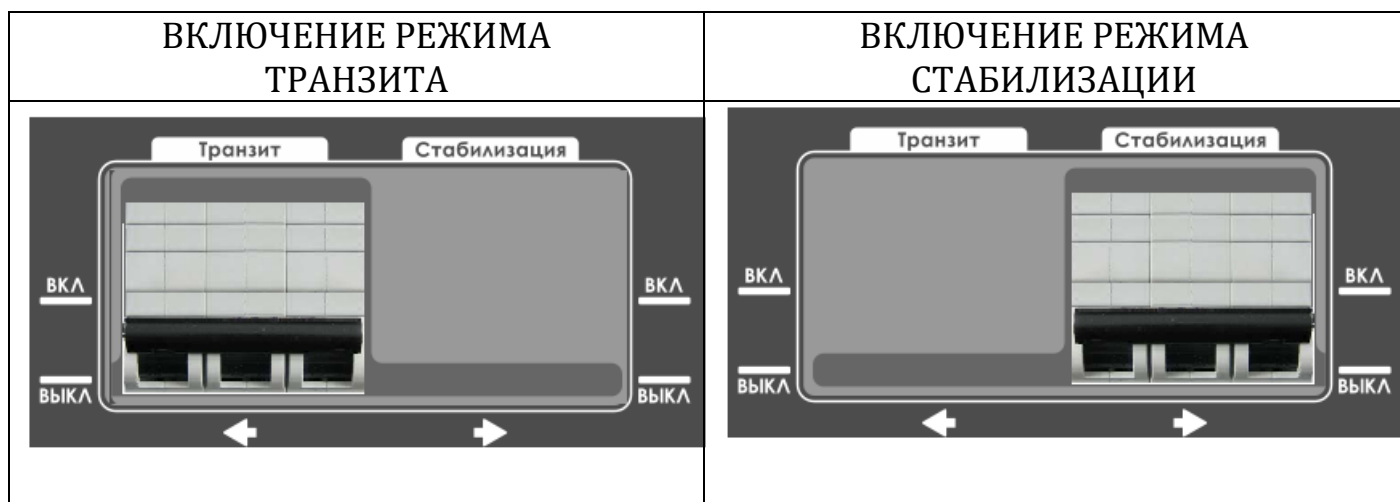 ВКЛЮЧЕНИЕ РЕЖИМА
ТРАНЗИТА
ВКЛЮЧЕНИЕ РЕЖИМА
СТАБИЛИЗАЦИИ
Транзит
Стабилизация
ВКЛ
ВКЛ
ВЫКЛ
ВЫКЛ
Транзит
Стабилизация
ВКЛ
ВКЛ
ВЫКЛ
ВЫКЛ